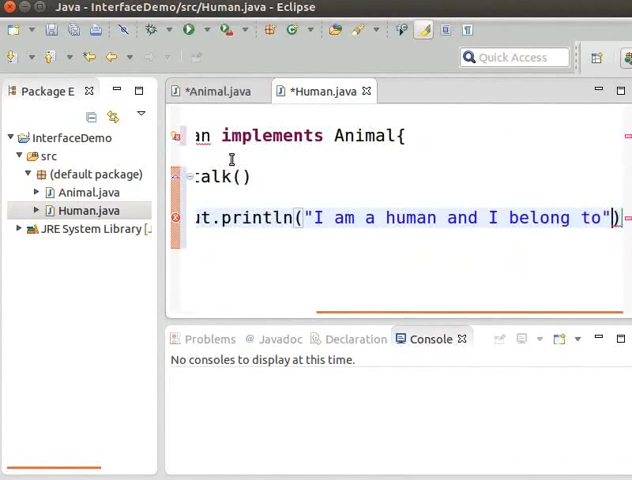 Java - InterfaceDemo/src/Human.java - Eclipse
Quick Access
Package E
*Animal.java
*Human.java
InterfaceDemo
src
(default package)
Animal.java
Human.java
JRE System Library [J
an implements Animal{
talk()
ut.println("I am a human and I belong to")
Problems @ Javadoc Declaration Console
No consoles to display at this time.